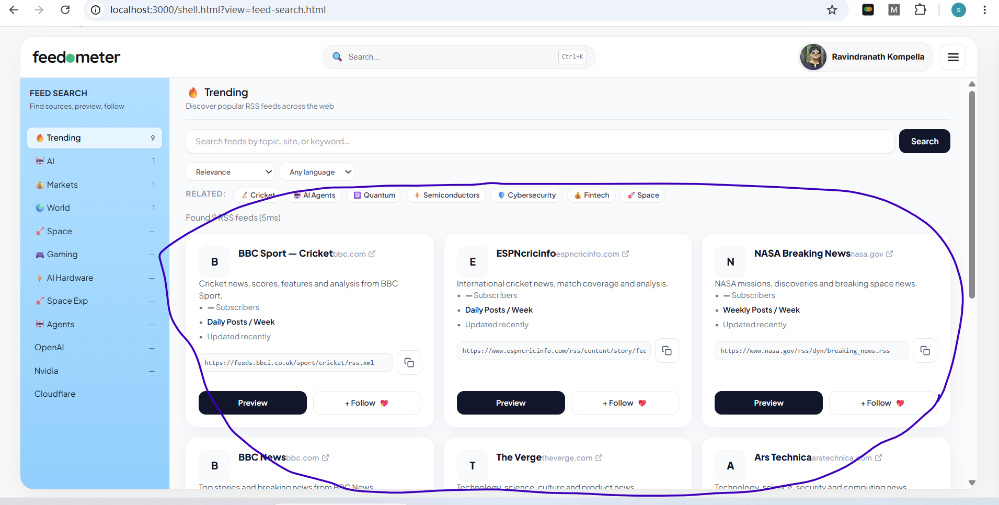 localhost:3000/shell.html?view=feed-search.html
M
S
feedometer
Search...
Ctrl+K
Ravindranath Kompella
FEED SEARCH
Find sources, preview, follow
Trending 9
AI 1
Markets 1
World 1
Space —
Gaming —
AI Hardware —
Space Exp —
Agents —
OpenAI —
Nvidia —
Cloudflare —
Trending
Discover popular RSS feeds across the web
Search feeds by topic, site, or keyword...
Search
Relevance
Any language
RELATED: Cricket AI Agents Quantum Semiconductors Cybersecurity Fintech Space
Found 9 RSS feeds (5ms)
B
BBC Sport — Cricketbbc.com
Cricket news, scores, features and analysis from BBC
Sport.
• — Subscribers
• Daily Posts / Week
• Updated recently
https://feeds.bbci.co.uk/sport/cricket/rss.xml
Preview
+ Follow
E
ESPNcricinfoespncricinfo.com
International cricket news, match coverage and analysis.
• — Subscribers
• Daily Posts / Week
• Updated recently
https://www.espncricinfo.com/rss/content/story/fee
Preview
+ Follow
N
NASA Breaking Newsnasa.gov
NASA missions, discoveries and breaking space news.
• — Subscribers
• Weekly Posts / Week
• Updated recently
https://www.nasa.gov/rss/dyn/breaking_news.rss
Preview
+ Follow
B
BBC Newsbbc.com
Top stories and breaking news from BBC News.
T
The Vergetheverge.com
Technology, science, culture and product news.
A
Ars Technicaarstechnica.com
Technology, science, security and computing news.